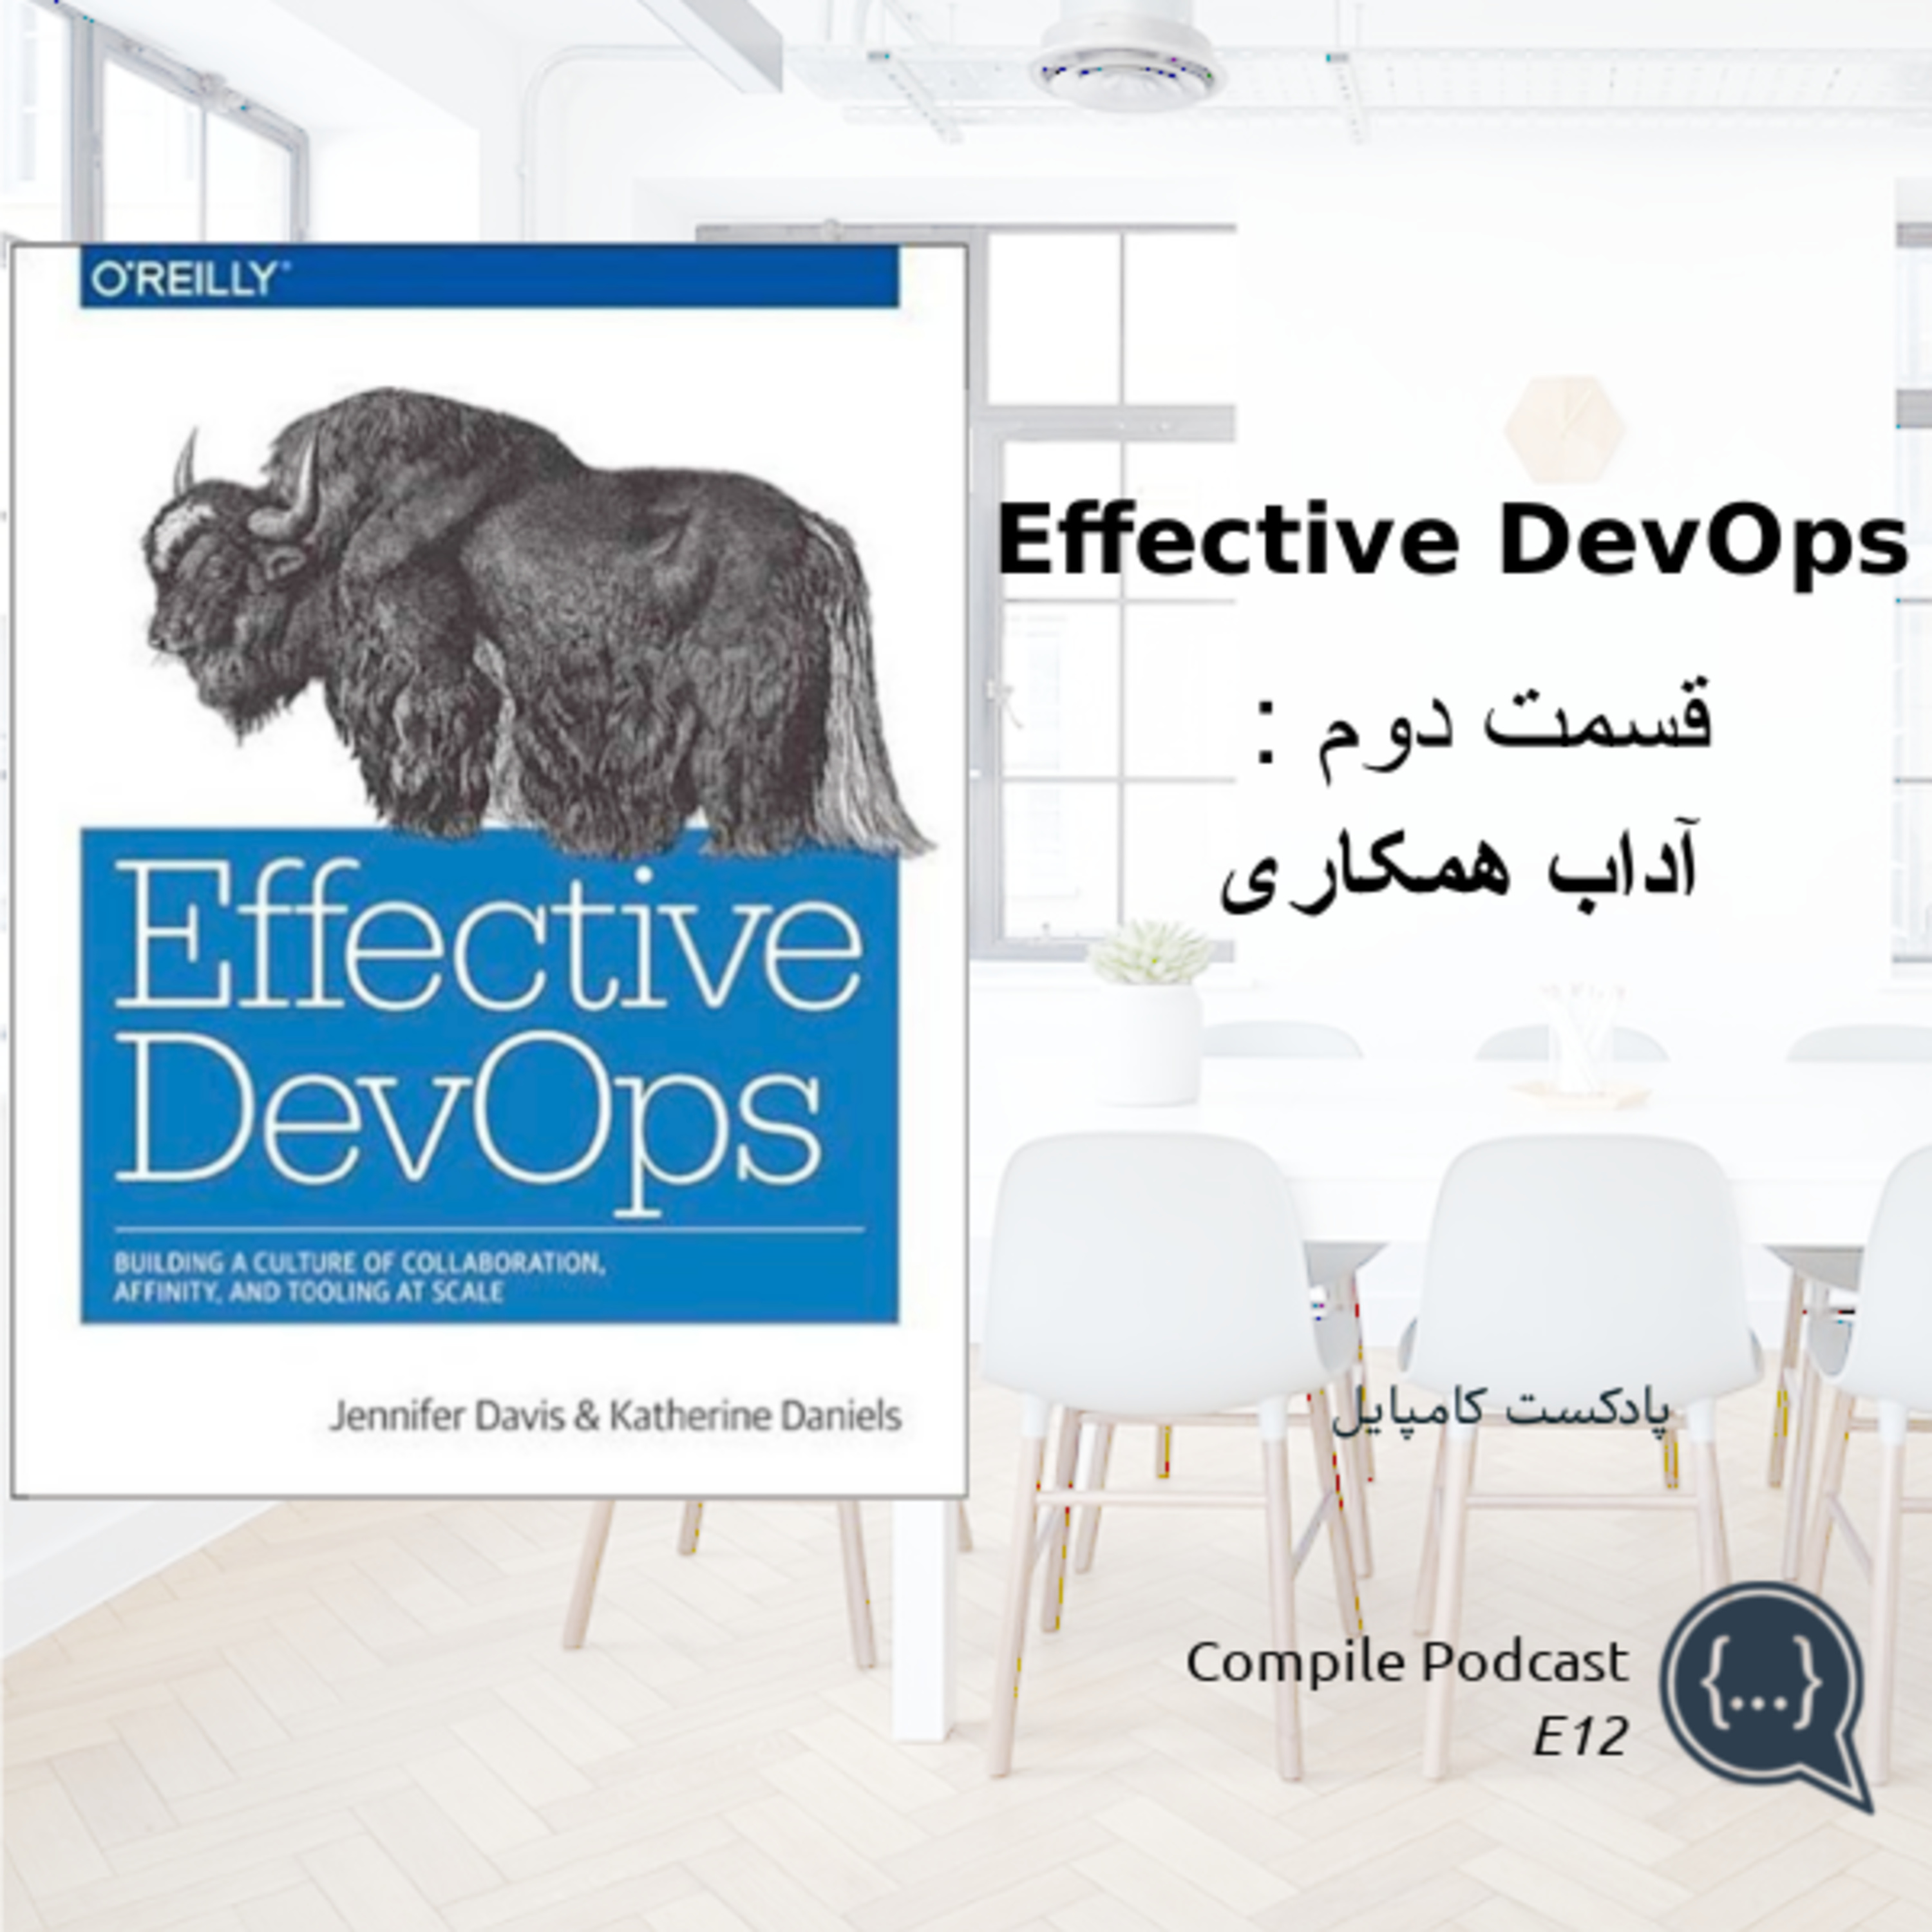 O'REILLY®
Effective
DevOps
BUILDING A CULTURE OF COLLABORATION,
AFFINITY, AND TOOLING AT SCALE
Jennifer Davis & Katherine Daniels
Effective DevOps
قسمت دوم :
آداب همکاری
پادکست کامپایل
Compile Podcast
E12
{...}